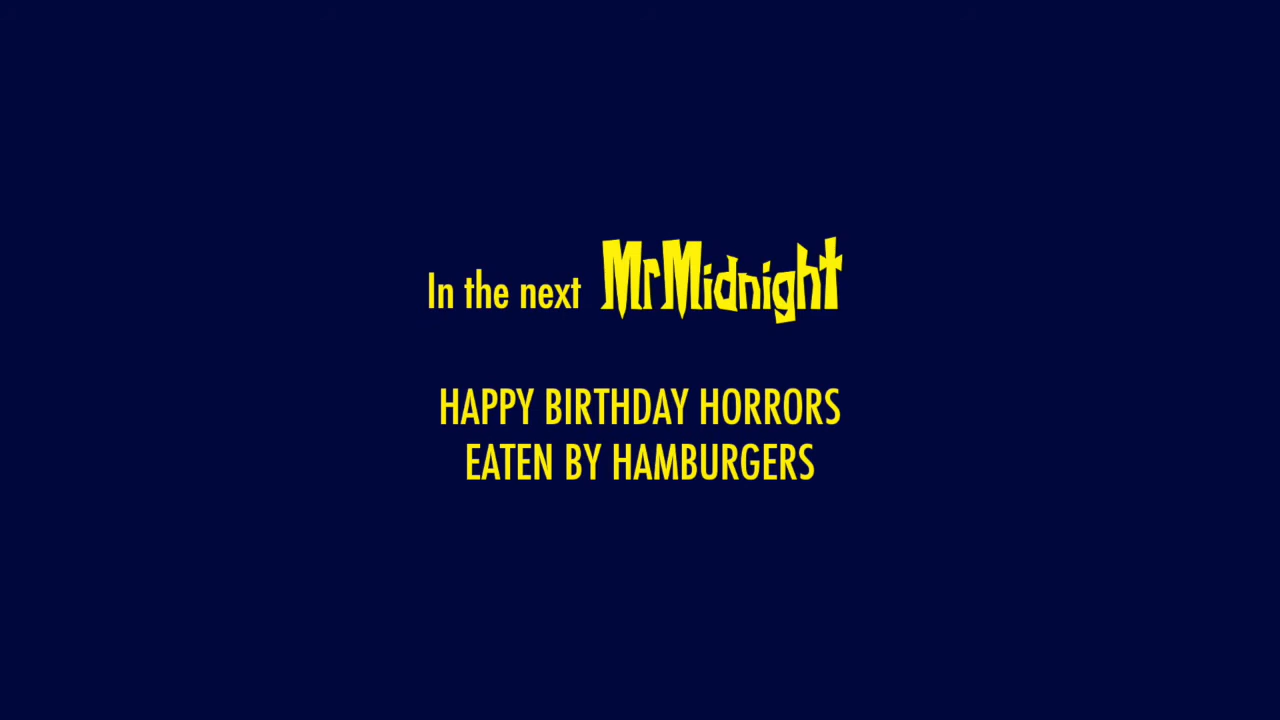 In the next MrMidnight
HAPPY BIRTHDAY HORRORS
EATEN BY HAMBURGERS